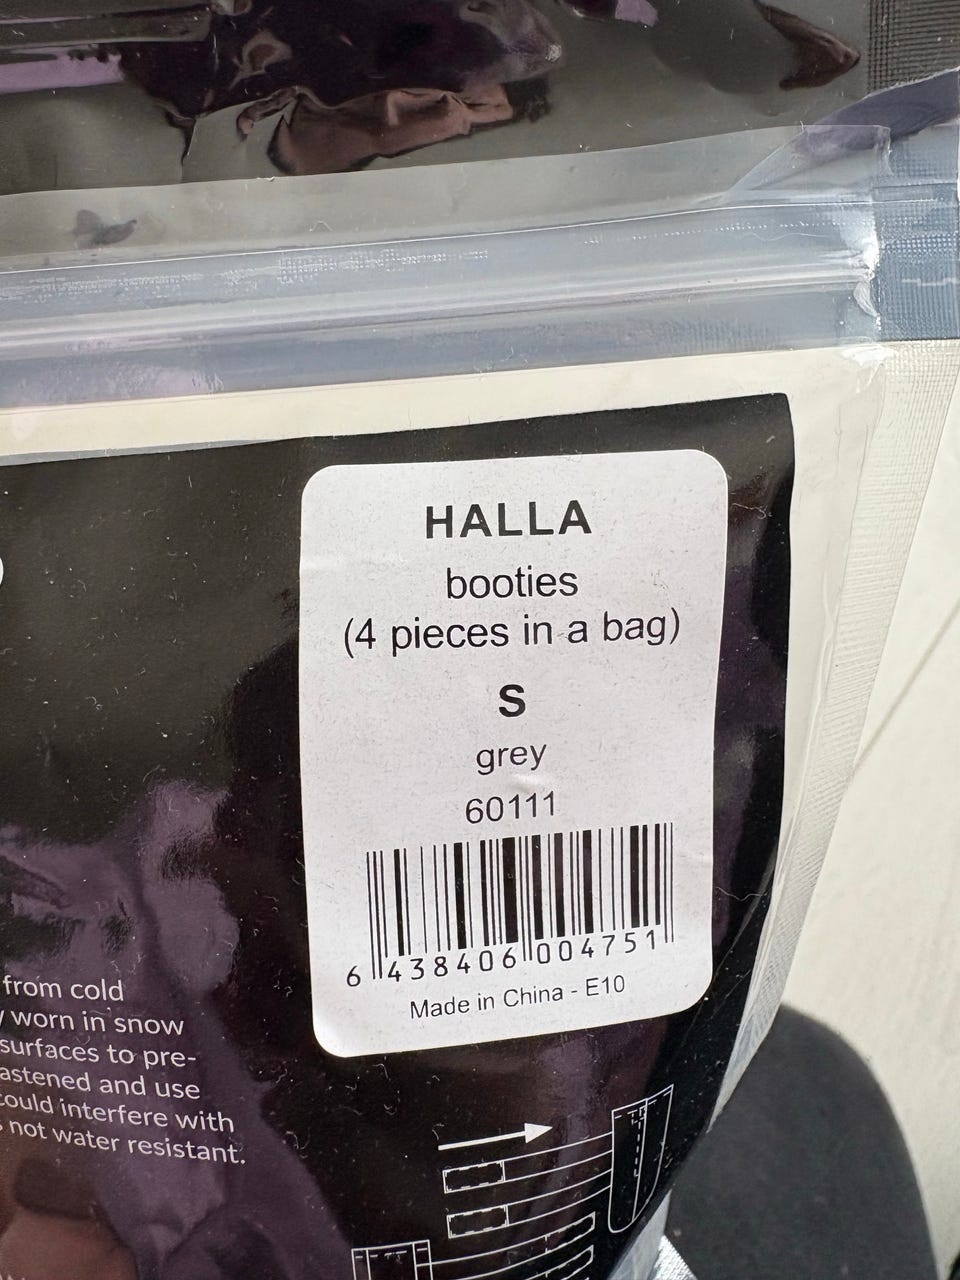 HALLA
booties
(4 pieces in a bag)
S
grey
60111
6 438406 004751
Made in China - E10
from cold
worn in snow
surfaces to pre-
astened and use
could interfere with
not water resistant.